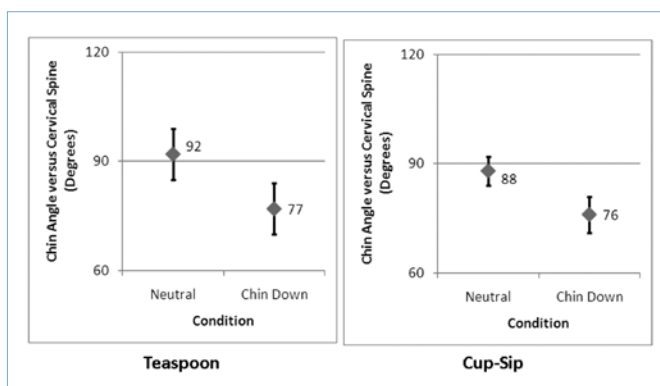 Chin Angle versus Cervical Spine
(Degrees)
120
90
60
92
77
Neutral
Chin Down
Condition
Teaspoon
Chin Angle versus Cervical Spine
(Degrees)
120
90
60
88
76
Neutral
Chin Down
Condition
Cup-Sip